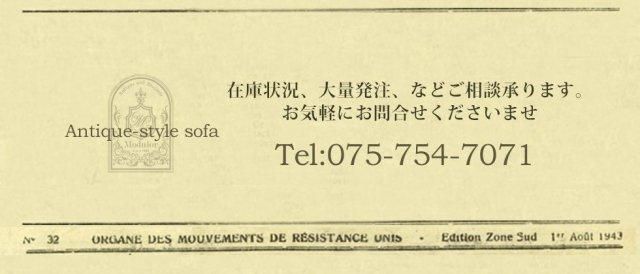 在庫状況、大量発注、などご相談承ります。
お気軽にお問合せくださいませ
Antique-style sofa
Modulor
Tel:075-754-7071
N° 32 ORGANE DES MOUVEMENTS DE RÉSISTANCE UNIS - Edition Zone Sud 1er Août 1943